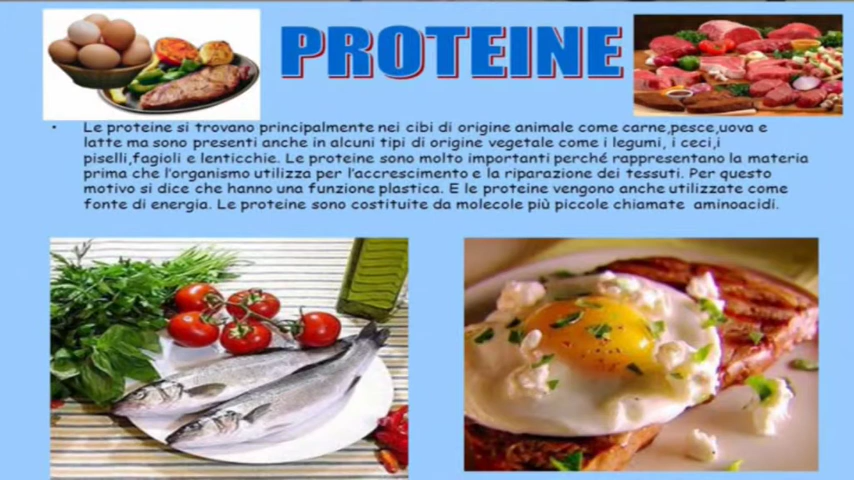 PROTEINE
• Le proteine si trovano principalmente nei cibi di origine animale come carne,pesce,uova e
latte ma sono presenti anche in alcuni tipi di origine vegetale come i legumi, i ceci,i
piselli,fagioli e lenticchie. Le proteine sono molto importanti perché rappresentano la materia
prima che l'organismo utilizza per l'accrescimento e la riparazione dei tessuti. Per questo
motivo si dice che hanno una funzione plastica. E le proteine vengono anche utilizzate come
fonte di energia. Le proteine sono costituite da molecole più piccole chiamate aminoacidi.